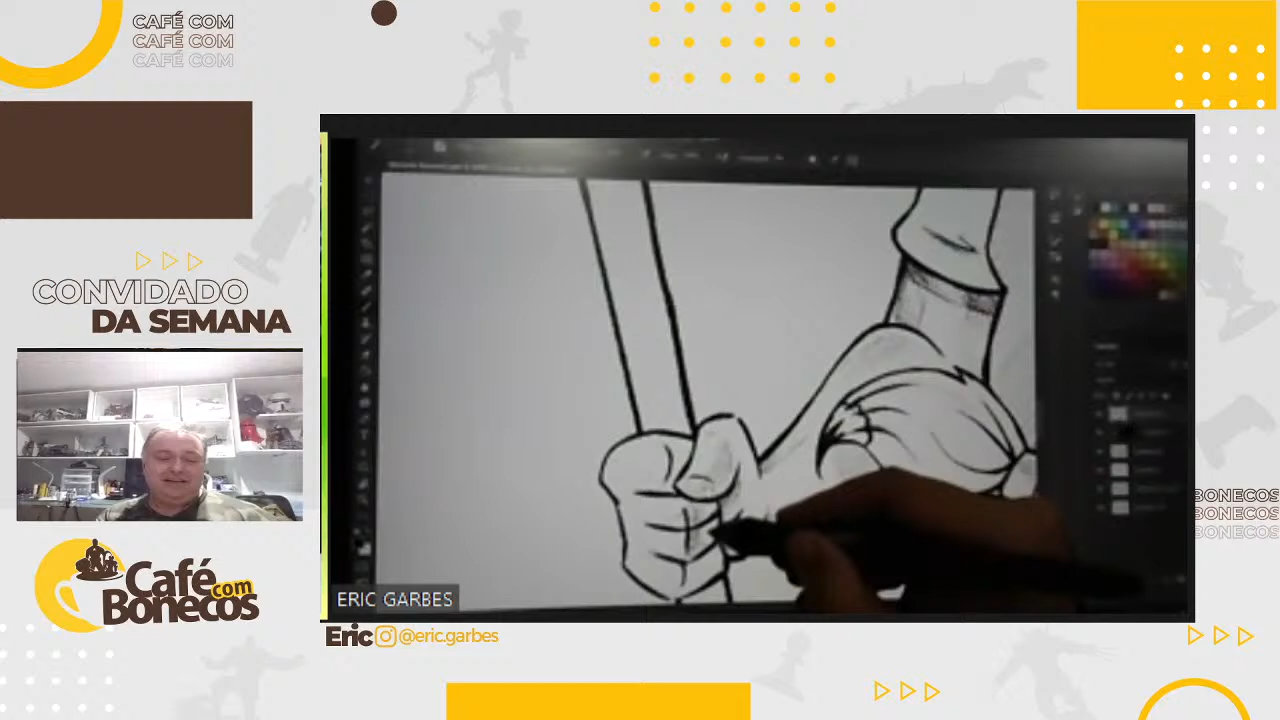 CAFÉ COM
CAFÉ COM
CAFÉ COM
CONVIDADO
DA SEMANA
Café
com
Bonecos
ERIC GARBES
Eric @eric.garbes
BONECOS
BONECOS
BONECOS